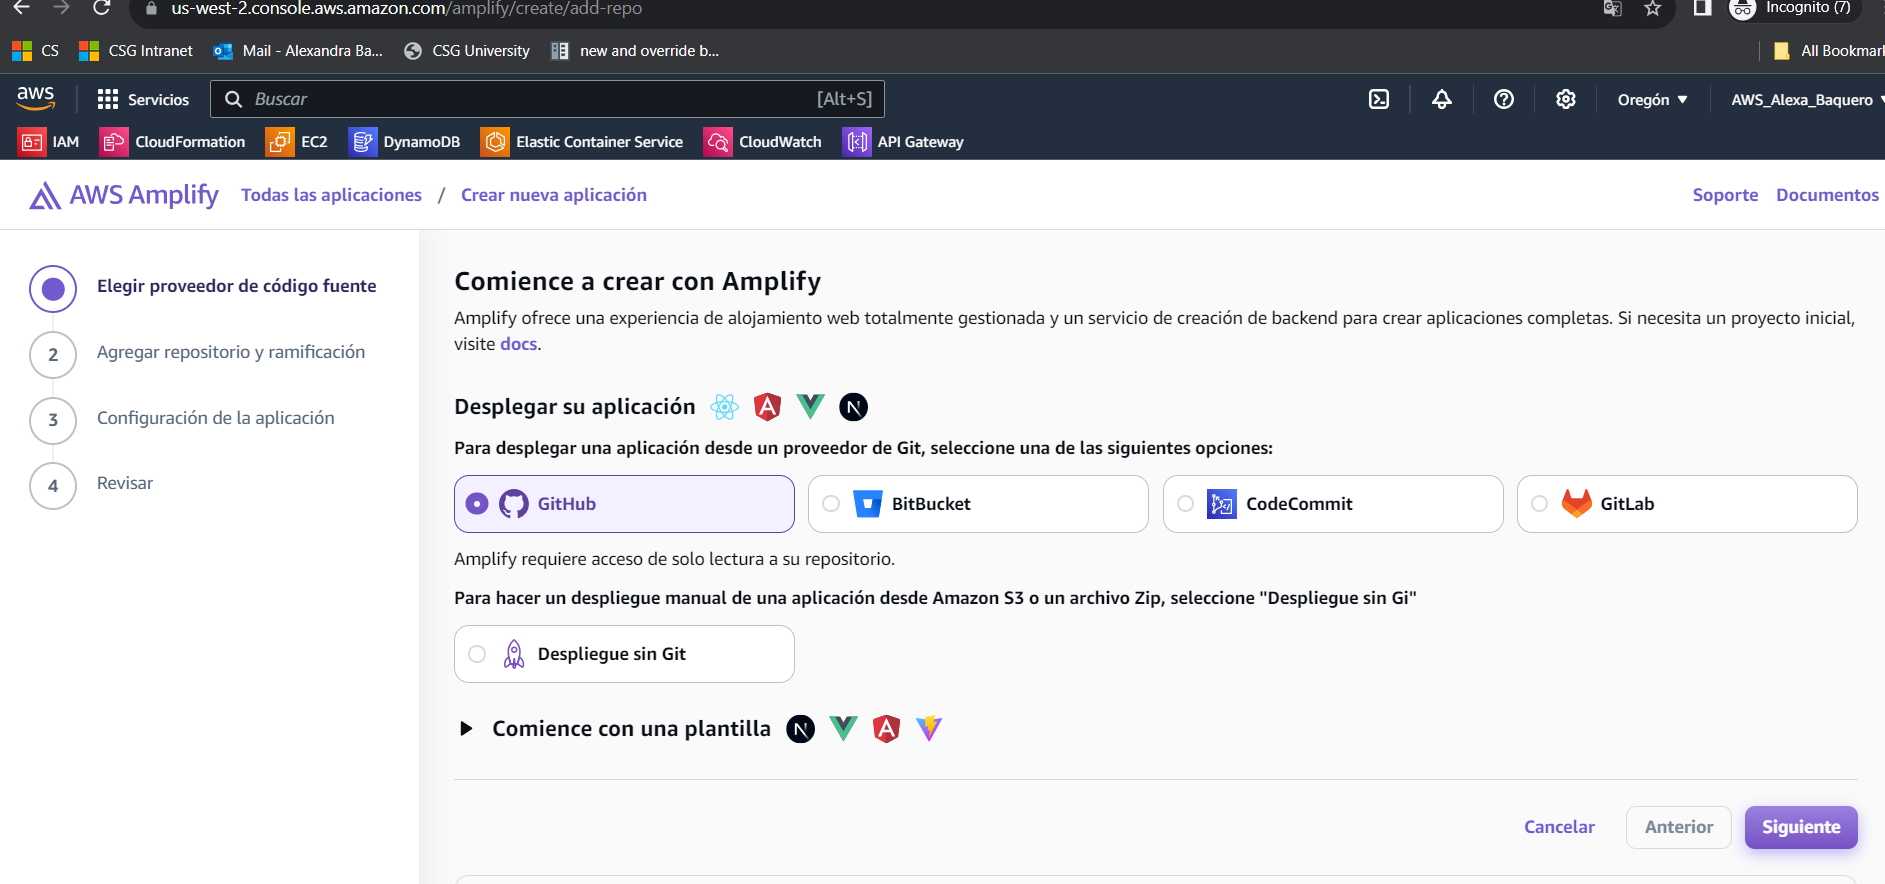 us-west-2.console.aws.amazon.com/amplify/create/add-repo
Incognito (7)
CS
CSG Intranet
Mail - Alexandra Ba...
CSG University
new and override b...
All Bookmar
aws
Servicios
Buscar
[Alt+S]
Oregón
AWS_Alexa_Baquero
IAM
CloudFormation
EC2
DynamoDB
Elastic Container Service
CloudWatch
API Gateway
AWS Amplify
Todas las aplicaciones / Crear nueva aplicación
Soporte
Documentos
Elegir proveedor de código fuente
2
Agregar repositorio y ramificación
3
Configuración de la aplicación
4
Revisar
Comience a crear con Amplify
Amplify ofrece una experiencia de alojamiento web totalmente gestionada y un servicio de creación de backend para crear aplicaciones completas. Si necesita un proyecto inicial,
visite docs.
Desplegar su aplicación
Para desplegar una aplicación desde un proveedor de Git, seleccione una de las siguientes opciones:
GitHub
BitBucket
CodeCommit
GitLab
Amplify requiere acceso de solo lectura a su repositorio.
Para hacer un despliegue manual de una aplicación desde Amazon S3 o un archivo Zip, seleccione "Despliegue sin Gi"
Despliegue sin Git
Comience con una plantilla
Cancelar
Anterior
Siguiente